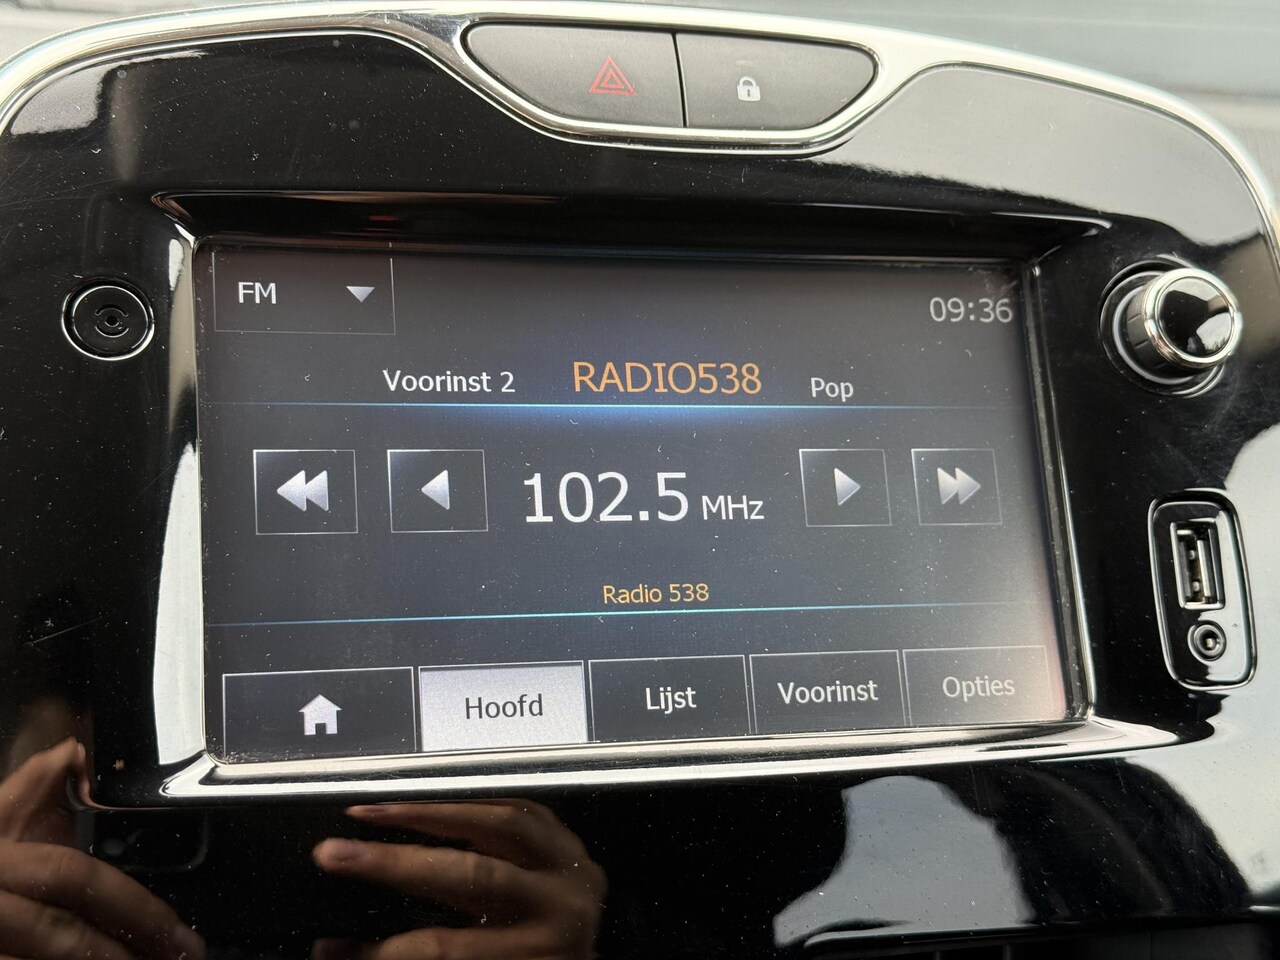 FM
09:36
Voorinst 2 RADIO538 Pop
102.5 MHz
Radio 538
Hoofd Lijst Voorinst Opties